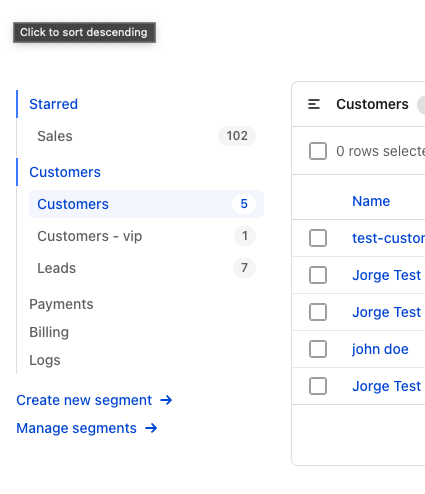 Click to sort descending
Starred
Sales 102
Customers
Customers 5
Customers - vip 1
Leads 7
Payments
Billing
Logs
Create new segment →
Manage segments →
Customers
0 rows selecte
Name
test-custor
Jorge Test
Jorge Test
john doe
Jorge Test